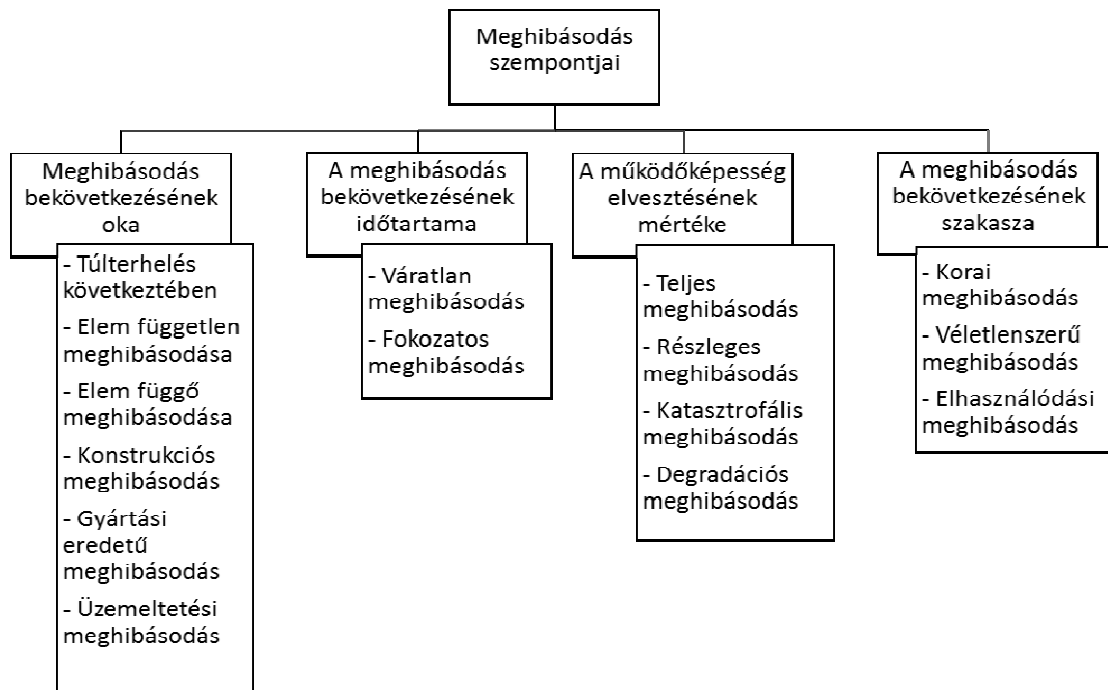 Meghibásodás
szempontjai
Meghibásodás
bekövetkezésének
oka
- Túlterhelés
következtében
- Elem független
meghibásodása
- Elem függő
meghibásodása
- Konstrukciós
meghibásodás
- Gyártási
eredetű
meghibásodás
- Üzemeltetési
meghibásodás
A meghibásodás
bekövetkezésének
időtartama
- Váratlan
meghibásodás
- Fokozatos
meghibásodás
A működőképesség
elvesztésének
mértéke
- Teljes
meghibásodás
- Részleges
meghibásodás
- Katasztrofális
meghibásodás
- Degradációs
meghibásodás
A meghibásodás
bekövetkezésének
szakasza
- Korai
meghibásodás
- Véletlenszerű
meghibásodás
- Elhasználódási
meghibásodás